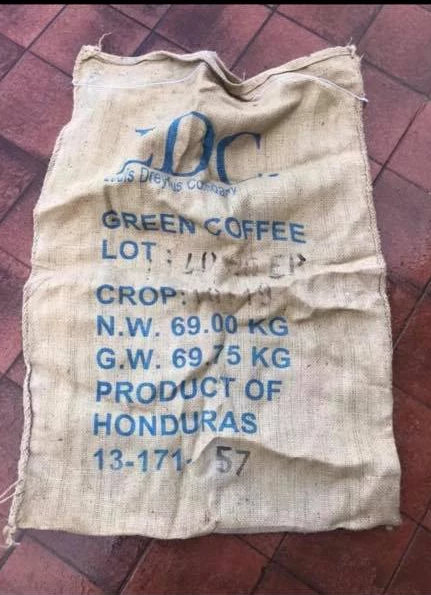 LDC.
Louis Dreyfus Company
GREEN COFFEE
LOT :
CROP:
N.W. 69.00 KG
G.W. 69.75 KG
PRODUCT OF
HONDURAS
13-171- 57